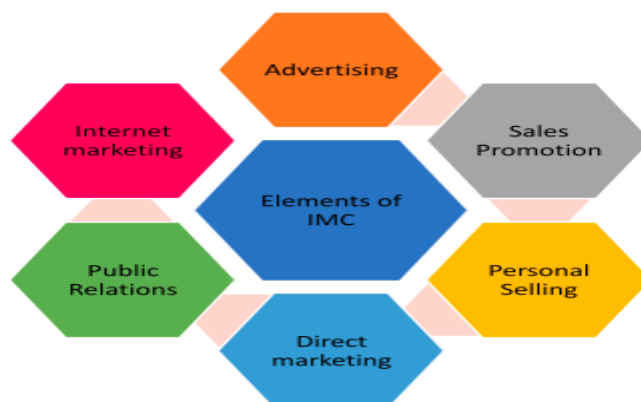 Advertising
Internet
marketing
Sales
Promotion
Elements of
IMC
Public
Relations
Personal
Selling
Direct
marketing